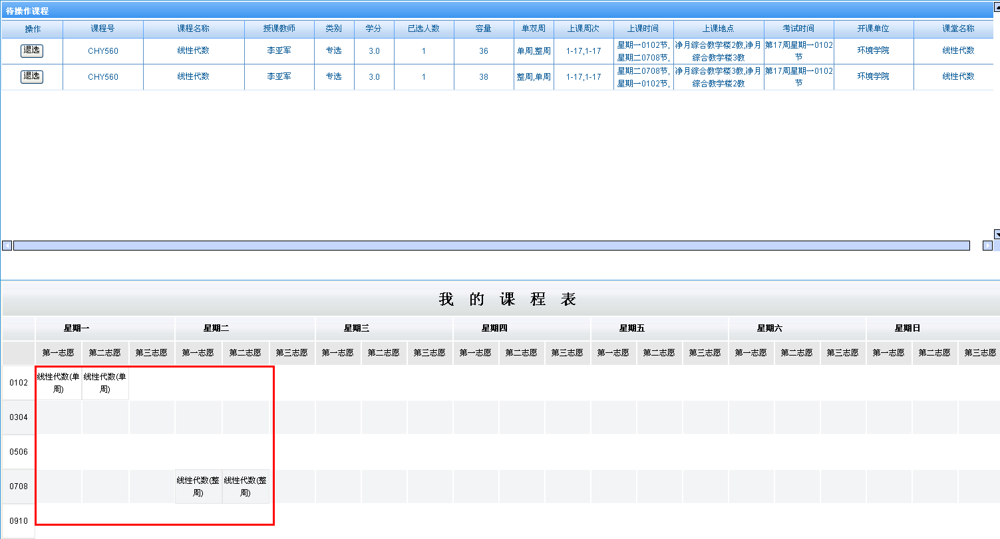 待操作课程
操作 课程号 课程名称 授课教师 类别 学分 已选人数 容量 单双周 上课周次 上课时间 上课地点 考试时间 开课单位 课堂名称
退选 CHY560 线性代数 李亚军 专选 3.0 1 36 单周,整周 1-17,1-17 星期一0102节,星期二0708节, 净月综合教学楼2教,净月综合教学楼3教 第17周星期一0102节 环境学院 线性代数
退选 CHY560 线性代数 李亚军 专选 3.0 1 38 整周,单周 1-17,1-17 星期二0708节,星期一0102节, 净月综合教学楼3教,净月综合教学楼2教 第17周星期一0102节 环境学院 线性代数
我 的 课 程 表
星期一 星期二 星期三 星期四 星期五 星期六 星期日
第一志愿 第二志愿 第三志愿 第一志愿 第二志愿 第三志愿 第一志愿 第二志愿 第三志愿 第一志愿 第二志愿 第三志愿 第一志愿 第二志愿 第三志愿 第一志愿 第二志愿 第三志愿 第一志愿 第二志愿 第三志愿
0102 线性代数(单周) 线性代数(单周)
0304
0506
0708 线性代数(整周) 线性代数(整周)
0910